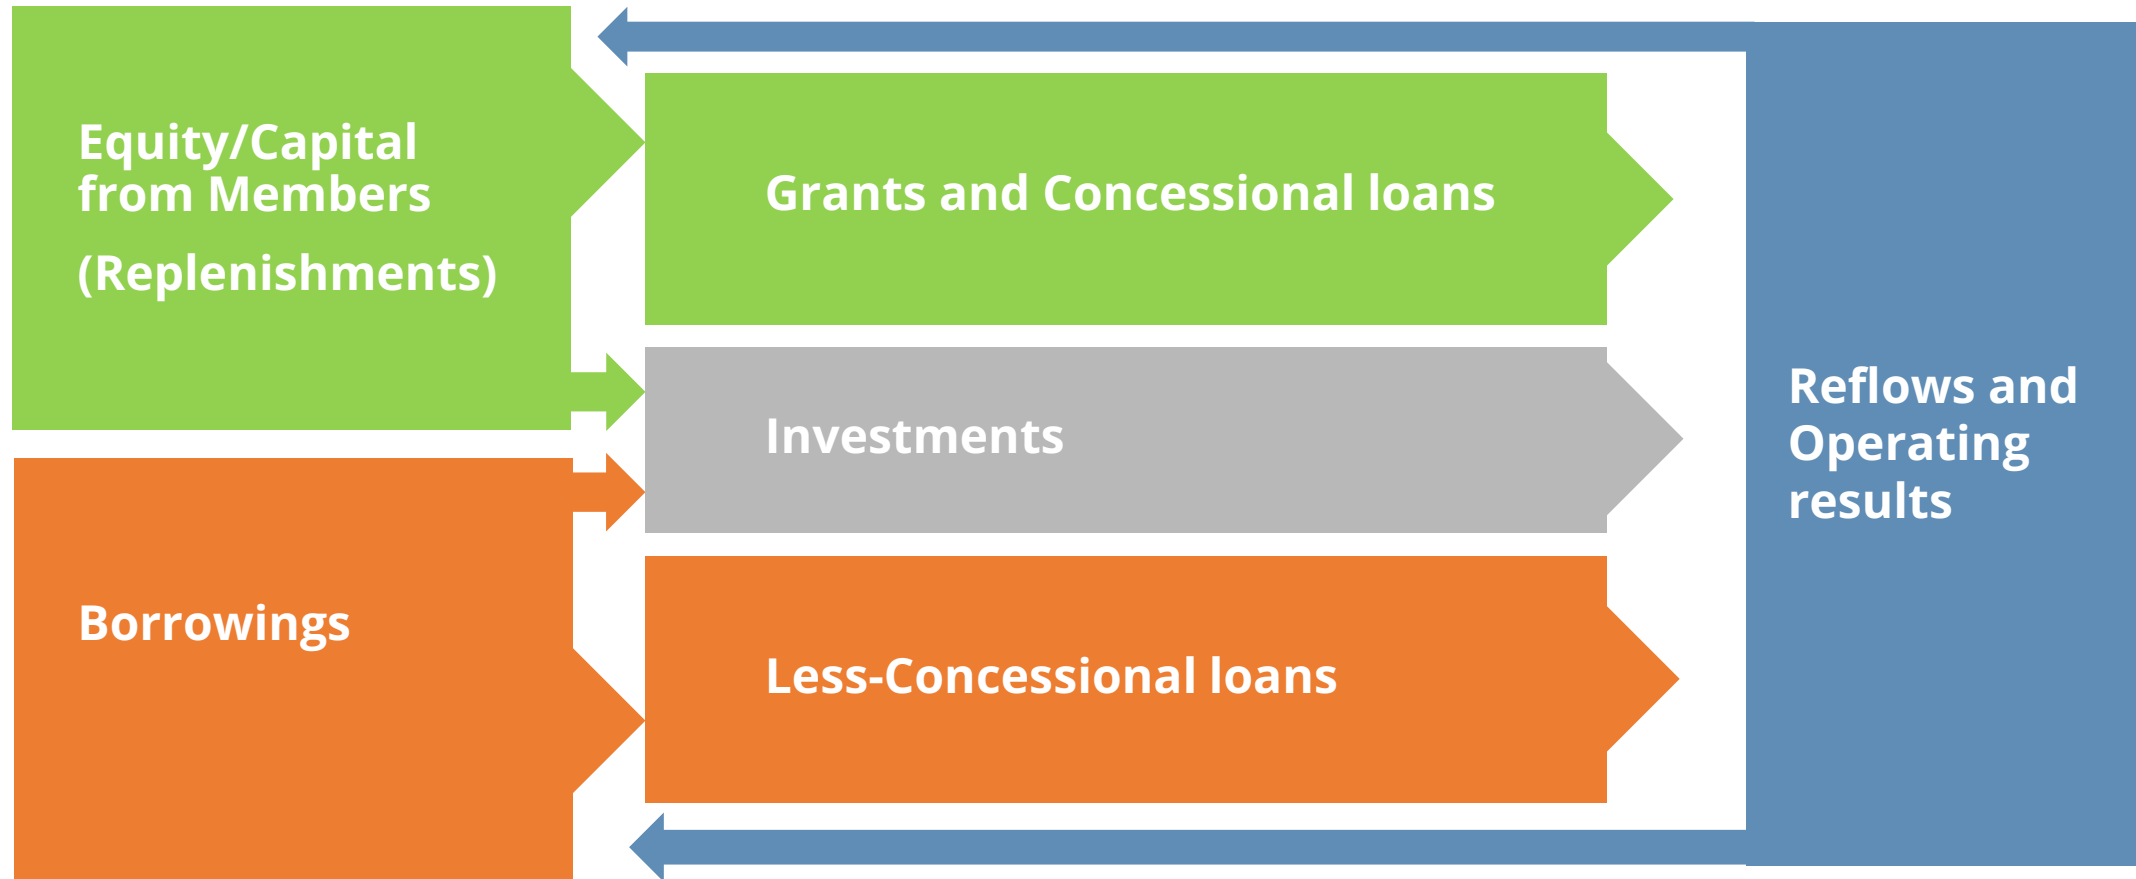 Equity/Capital
from Members
(Replenishments)
Grants and Concessional loans
Investments
Borrowings
Less-Concessional loans
Reflows and
Operating
results